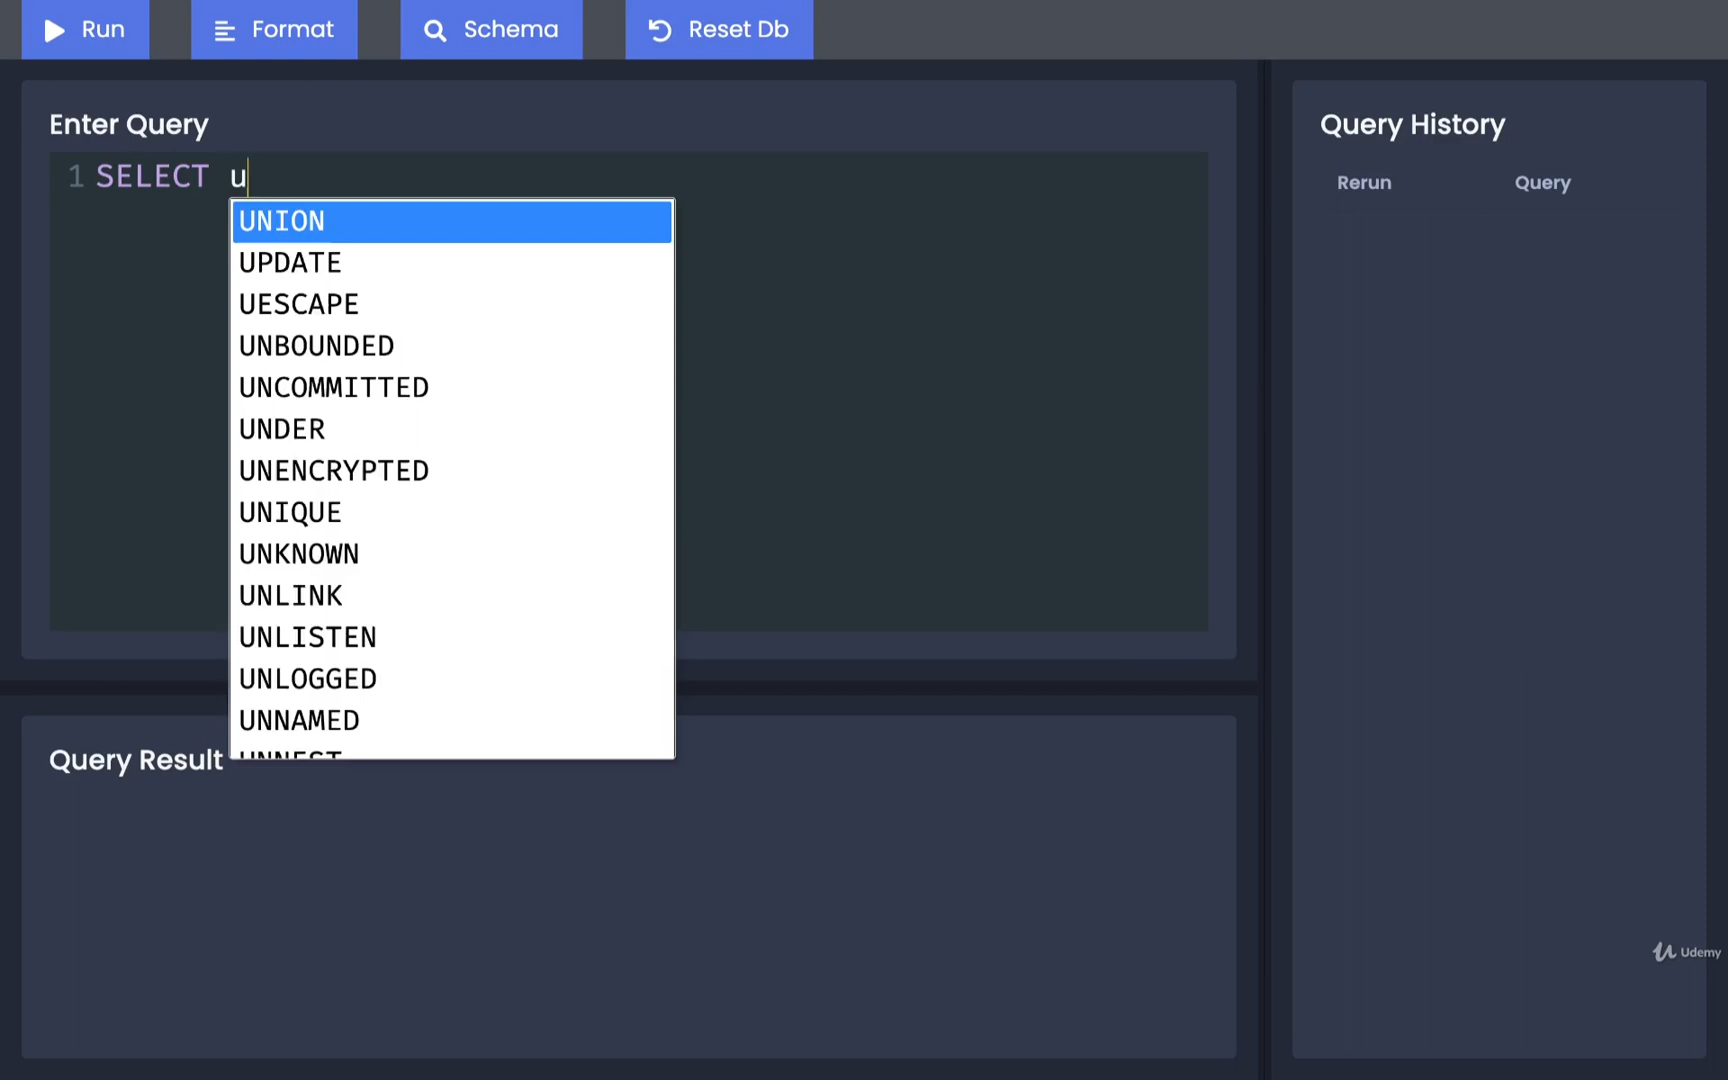 Run
Format
Schema
Reset Db
Enter Query
1 SELECT u
UNION
UPDATE
UESCAPE
UNBOUNDED
UNCOMMITTED
UNDER
UNENCRYPTED
UNIQUE
UNKNOWN
UNLINK
UNLISTEN
UNLOGGED
UNNAMED
UNNEST
Query Result
Query History
Rerun Query
Udemy